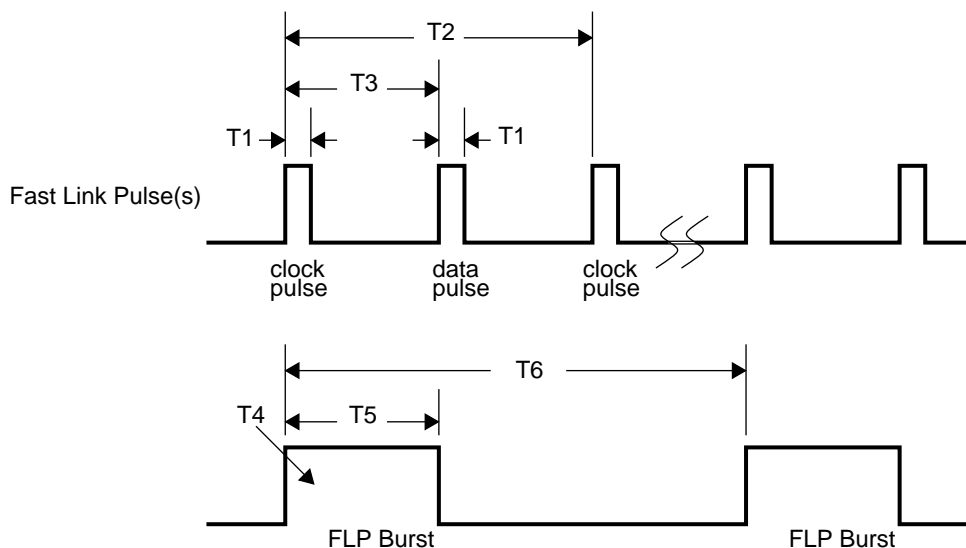 T2
T3
T1
T1
Fast Link Pulse(s)
clock
pulse
data
pulse
clock
pulse
T6
T4
T5
FLP Burst
FLP Burst